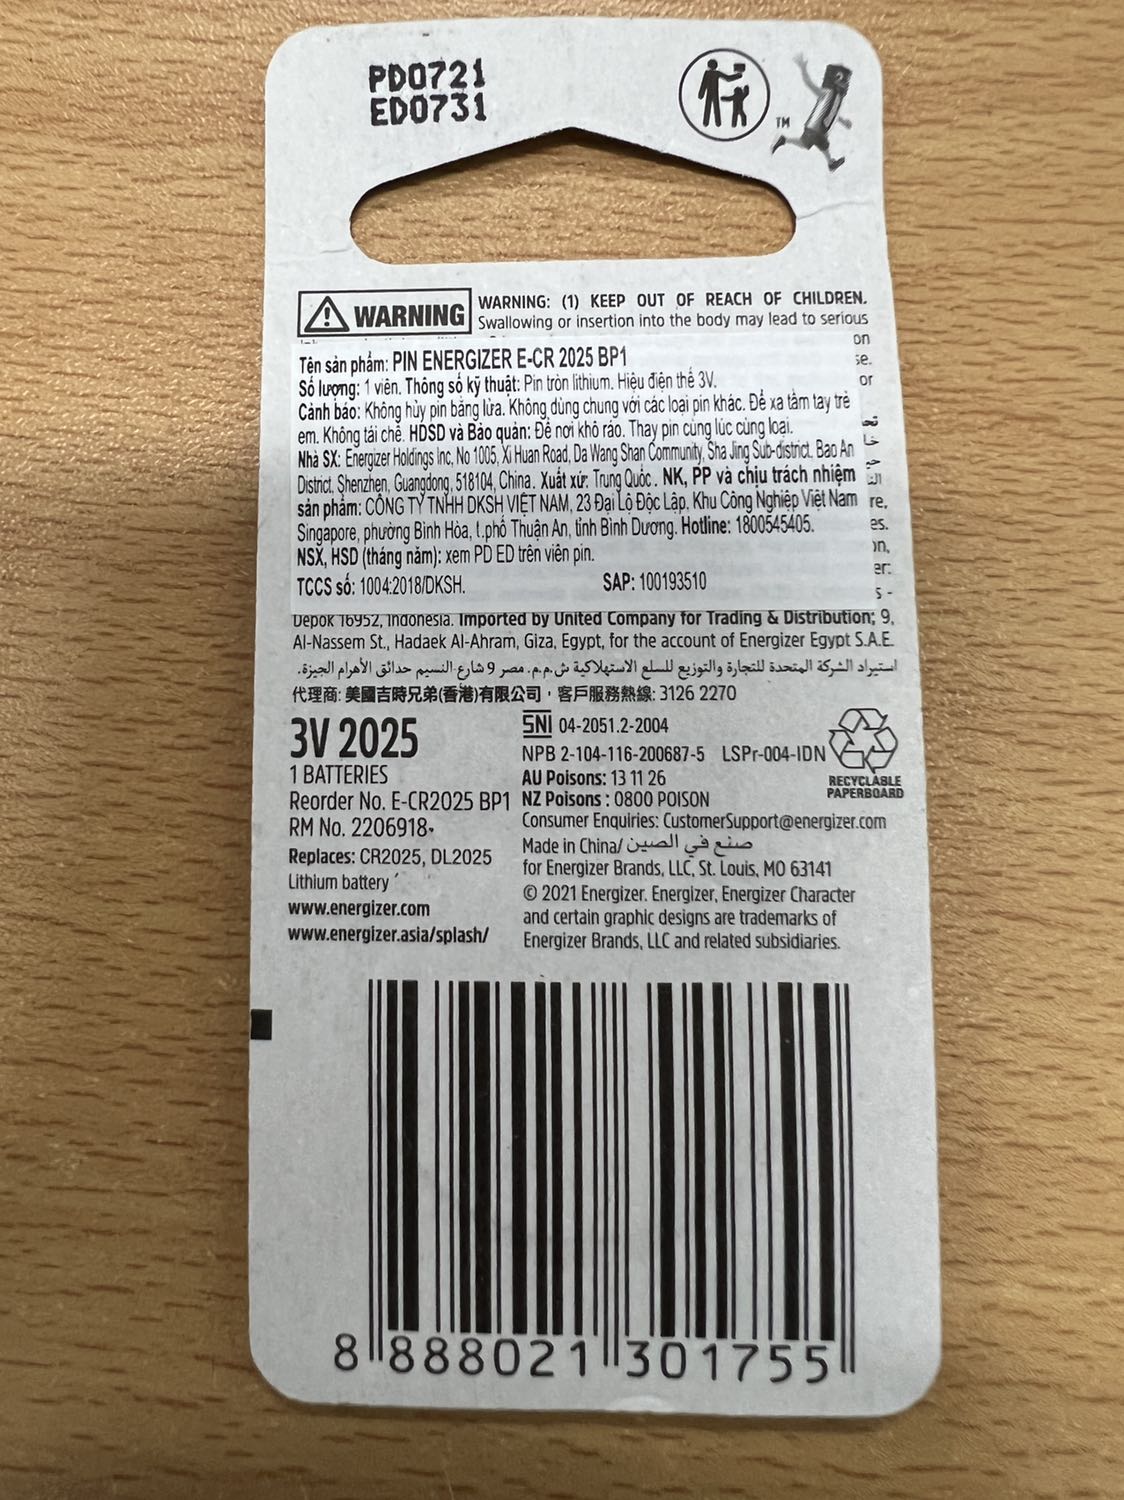 PD0721
ED0731
TM
WARNING
WARNING: (1) KEEP OUT OF REACH OF CHILDREN.
Swallowing or insertion into the body may lead to serious
on
se.
or
Tên sản phẩm: PIN ENERGIZER E-CR 2025 BP1
Số lượng: 1 viên. Thông số kỹ thuật: Pin tròn lithium. Hiệu điện thế 3V.
Cảnh báo: Không hủy pin bằng lửa. Không dùng chung với các loại pin khác. Để xa tầm tay trẻ
em. Không tái chế. HDSD và Bảo quản: Để nơi khô ráo. Thay pin cùng lúc cùng loại.
Nhà SX: Energizer Holdings Inc, No 1005, Xi Huan Road, Da Wang Shan Community, Sha Jing Sub-district, Bao An
District, Shenzhen, Guangdong, 518104, China. Xuất xứ: Trung Quốc. NK, PP và chịu trách nhiệm
sản phẩm: CÔNG TY TNHH DKSH VIỆT NAM, 23 Đại Lộ Độc Lập, Khu Công Nghiệp Việt Nam
Singapore, phường Bình Hòa, t.phố Thuận An, tỉnh Bình Dương. Hotline: 1800545405.
NSX, HSD (tháng năm): xem PD ED trên viên pin.
TCCS số: 1004:2018/DKSH. SAP: 100193510
re,
es.
on,
er:
s -
Depok 16952, Indonesia. Imported by United Company for Trading & Distribution; 9,
Al-Nassem St., Hadaek Al-Ahram, Giza, Egypt, for the account of Energizer Egypt S.A.E.
استيراد الشركة المتحدة للتجارة والتوزيع للسلع الاستهلاكية ش.م.م. مصر 9 شارع النسيم حدائق الأهرام الجيزة.
代理商: 美國吉時兄弟(香港)有限公司，客戶服務熱線: 3126 2270
3V 2025
1 BATTERIES
Reorder No. E-CR2025 BP1
RM No. 2206918
Replaces: CR2025, DL2025
Lithium battery
www.energizer.com
www.energizer.asia/splash/
SNI 04-2051.2-2004
NPB 2-104-116-200687-5 LSPr-004-IDN
AU Poisons: 13 11 26
NZ Poisons : 0800 POISON
Consumer Enquiries: CustomerSupport@energizer.com
Made in China/ صنع في الصين
for Energizer Brands, LLC, St. Louis, MO 63141
© 2021 Energizer. Energizer, Energizer Character
and certain graphic designs are trademarks of
Energizer Brands, LLC and related subsidiaries.
RECYCLABLE
PAPERBOARD
8 888021 301755